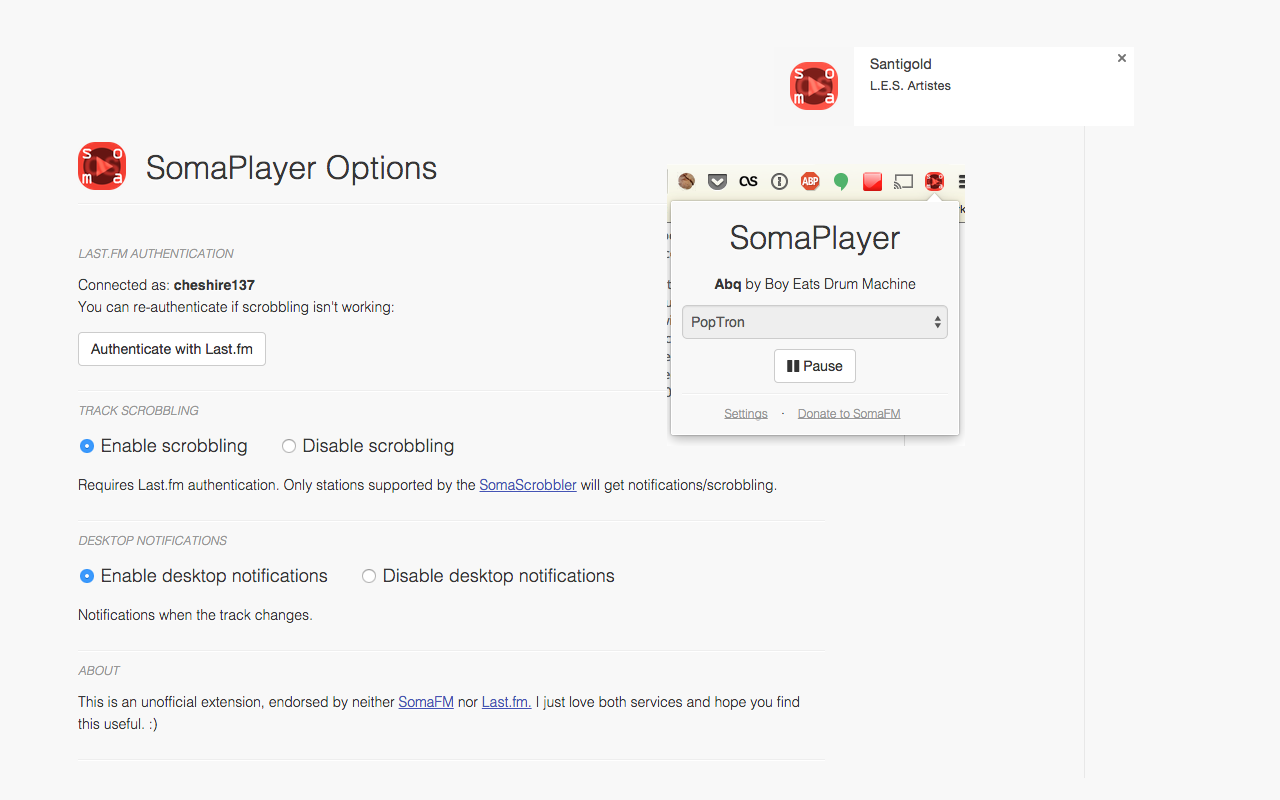 Santigold
L.E.S. Artistes
SomaPlayer Options
LAST.FM AUTHENTICATION
Connected as: cheshire137
You can re-authenticate if scrobbling isn't working:
Authenticate with Last.fm
SomaPlayer
Abq by Boy Eats Drum Machine
PopTron
Pause
Settings · Donate to SomaFM
TRACK SCROBBLING
Enable scrobbling Disable scrobbling
Requires Last.fm authentication. Only stations supported by the SomaScrobbler will get notifications/scrobbling.
DESKTOP NOTIFICATIONS
Enable desktop notifications Disable desktop notifications
Notifications when the track changes.
ABOUT
This is an unofficial extension, endorsed by neither SomaFM nor Last.fm. I just love both services and hope you find
this useful. :)